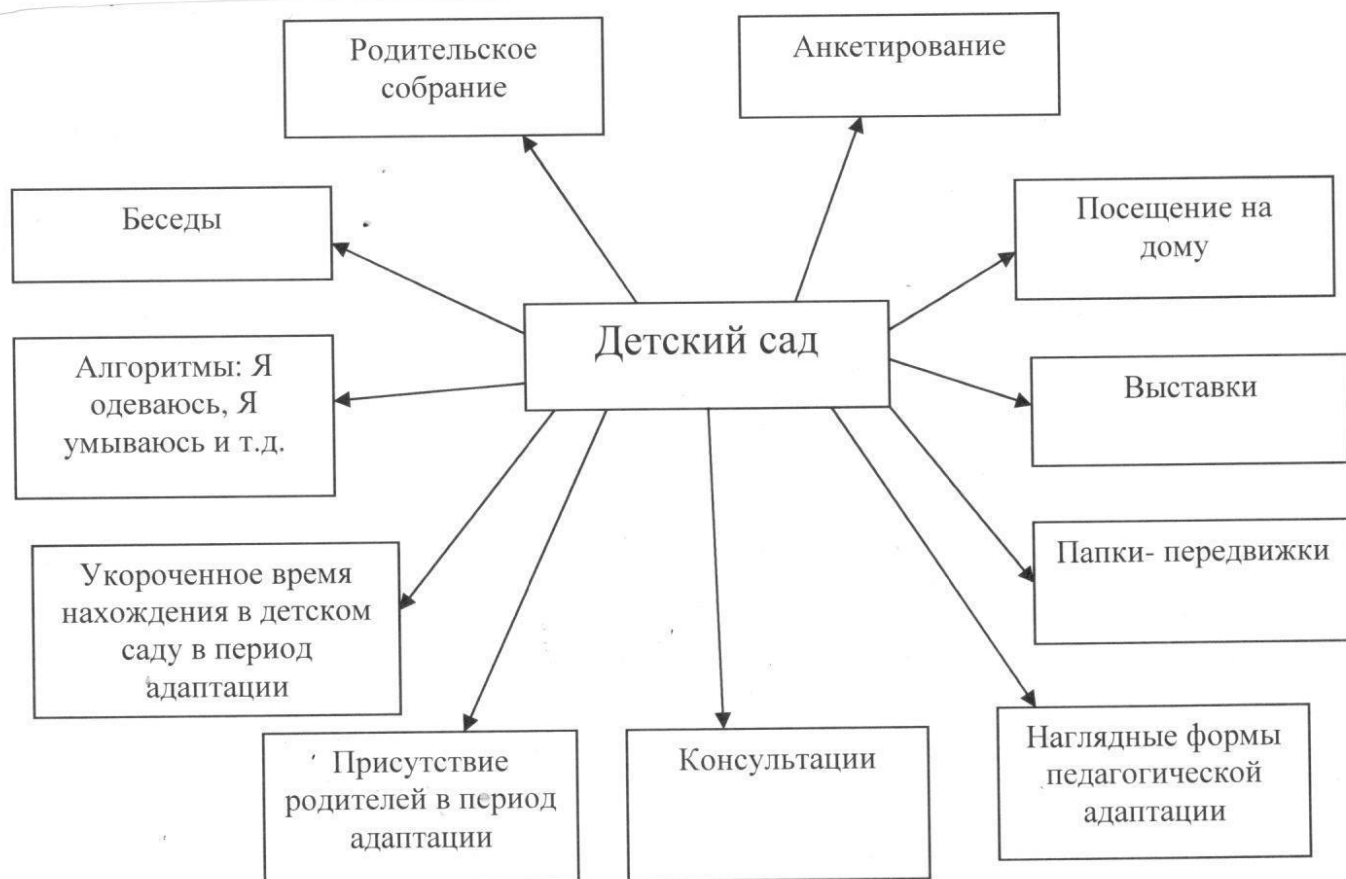 Родительское
собрание
Анкетирование
Беседы
Посещение на
дому
Детский сад
Алгоритмы: Я
одеваюсь, Я
умываюсь и т.д.
Выставки
Укороченное время
нахождения в детском
саду в период
адаптации
Папки- передвижки
Присутствие
родителей в период
адаптации
Консультации
Наглядные формы
педагогической
адаптации